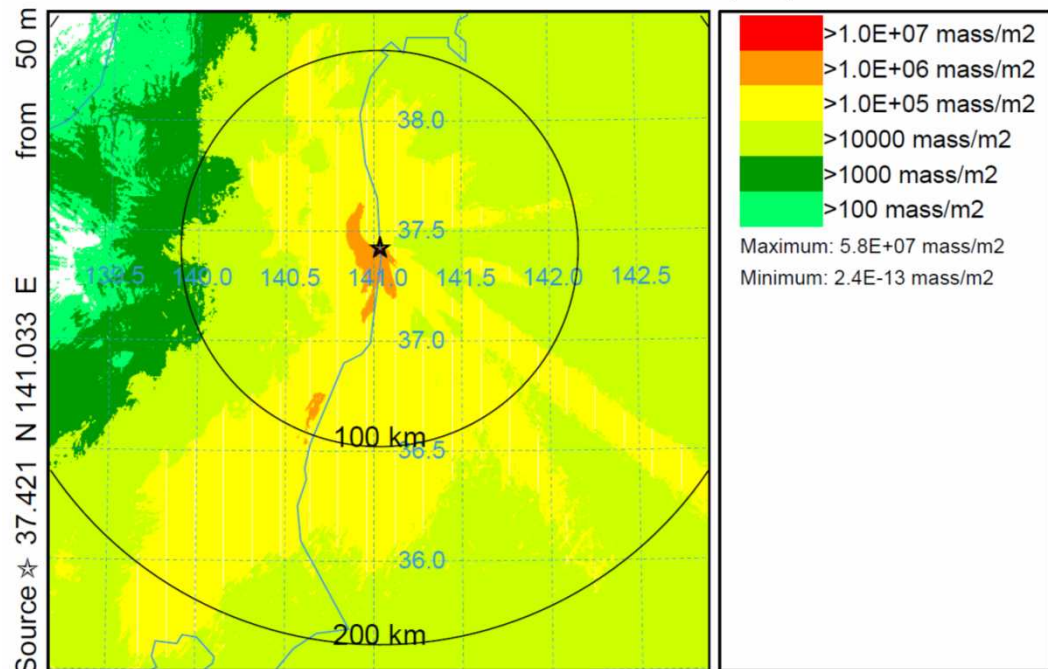 Source ☆ 37.421 N 141.033 E from 50 m
38.0
37.5
139.5 140.0 140.5 141.0 141.5 142.0 142.5
37.0
100 km
36.5
36.0
200 km
>1.0E+07 mass/m2
>1.0E+06 mass/m2
>1.0E+05 mass/m2
>10000 mass/m2
>1000 mass/m2
>100 mass/m2
Maximum: 5.8E+07 mass/m2
Minimum: 2.4E-13 mass/m2